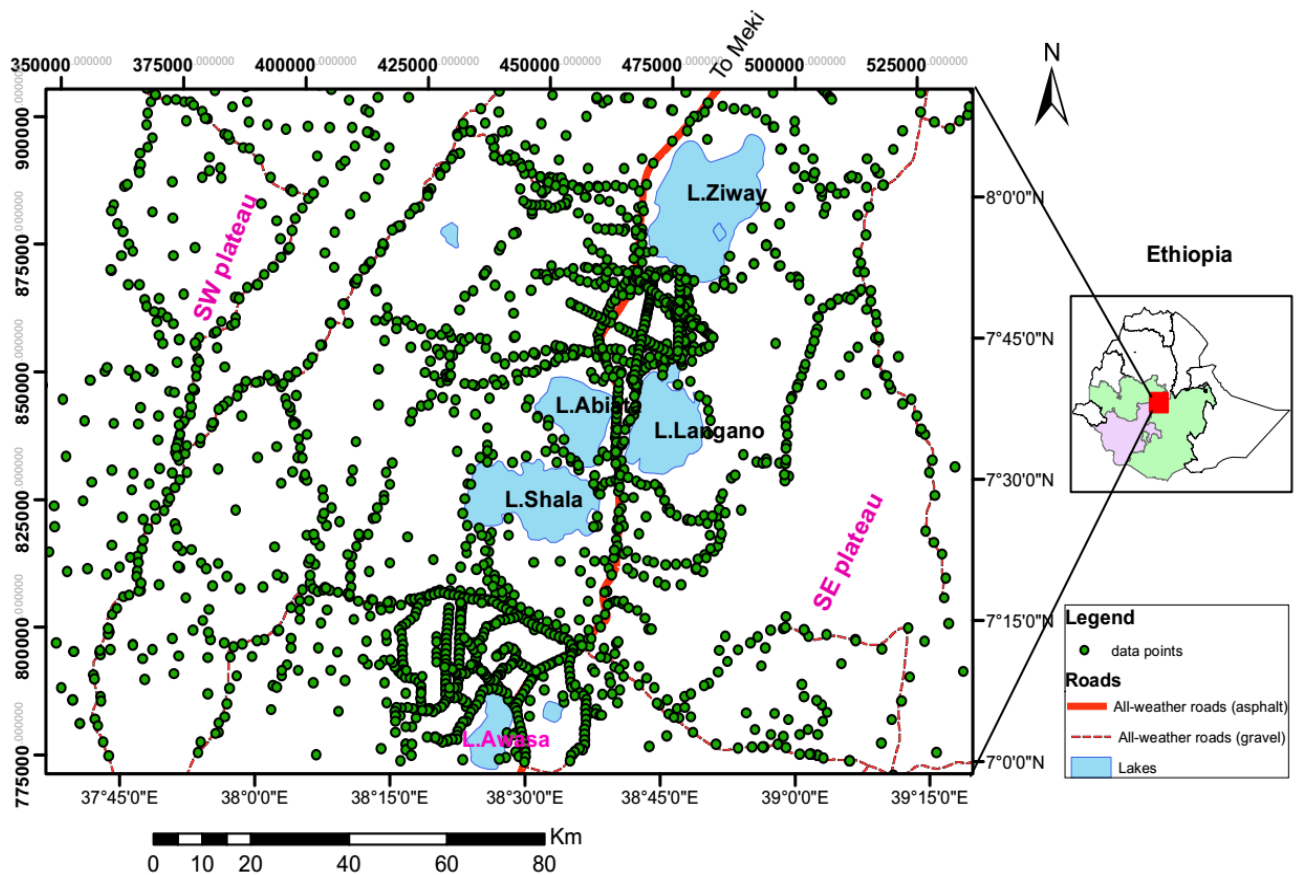 To Meki
N
350000.000000 375000.000000 400000.000000 425000.000000 450000.000000 475000.000000 500000.000000 525000.000000
900000.000000
875000.000000
850000.000000
825000.000000
800000.000000
775000.000000
L.Ziway
SW plateau
L.Abiata
L.Langano
L.Shala
SE plateau
L.Awasa
8°0'0"N
7°45'0"N
7°30'0"N
7°15'0"N
7°0'0"N
37°45'0"E 38°0'0"E 38°15'0"E 38°30'0"E 38°45'0"E 39°0'0"E 39°15'0"E
Ethiopia
Legend
data points
Roads
All-weather roads (asphalt)
All-weather roads (gravel)
Lakes
Km
0 10 20 40 60 80